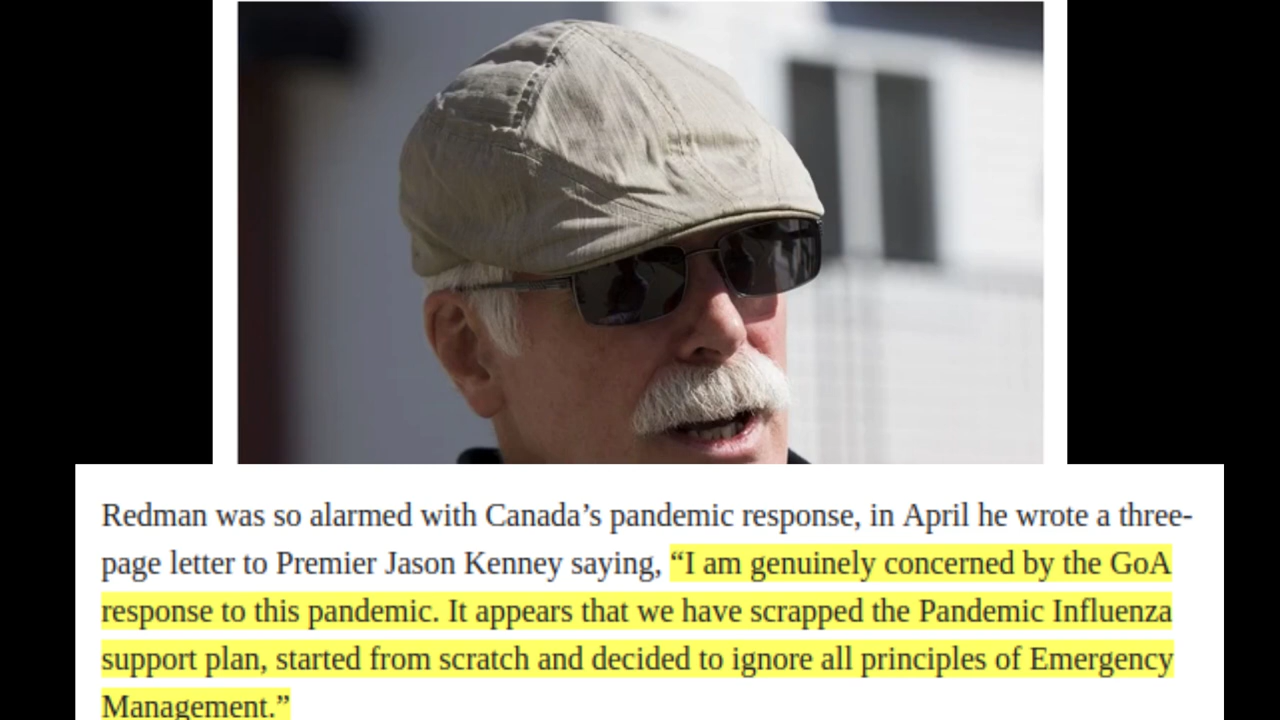 Redman was so alarmed with Canada’s pandemic response, in April he wrote a three-
page letter to Premier Jason Kenney saying, “I am genuinely concerned by the GoA
response to this pandemic. It appears that we have scrapped the Pandemic Influenza
support plan, started from scratch and decided to ignore all principles of Emergency
Management.”